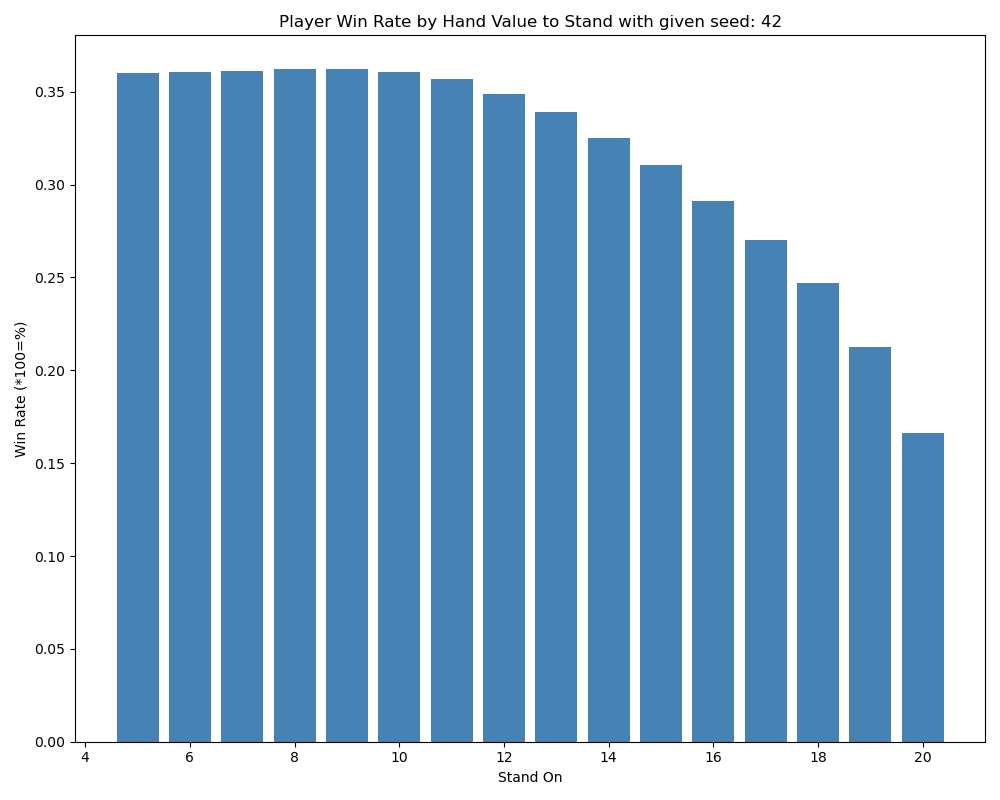 Player Win Rate by Hand Value to Stand with given seed: 42
Win Rate (*100=%)
0.35
0.30
0.25
0.20
0.15
0.10
0.05
0.00
4 6 8 10 12 14 16 18 20
Stand On